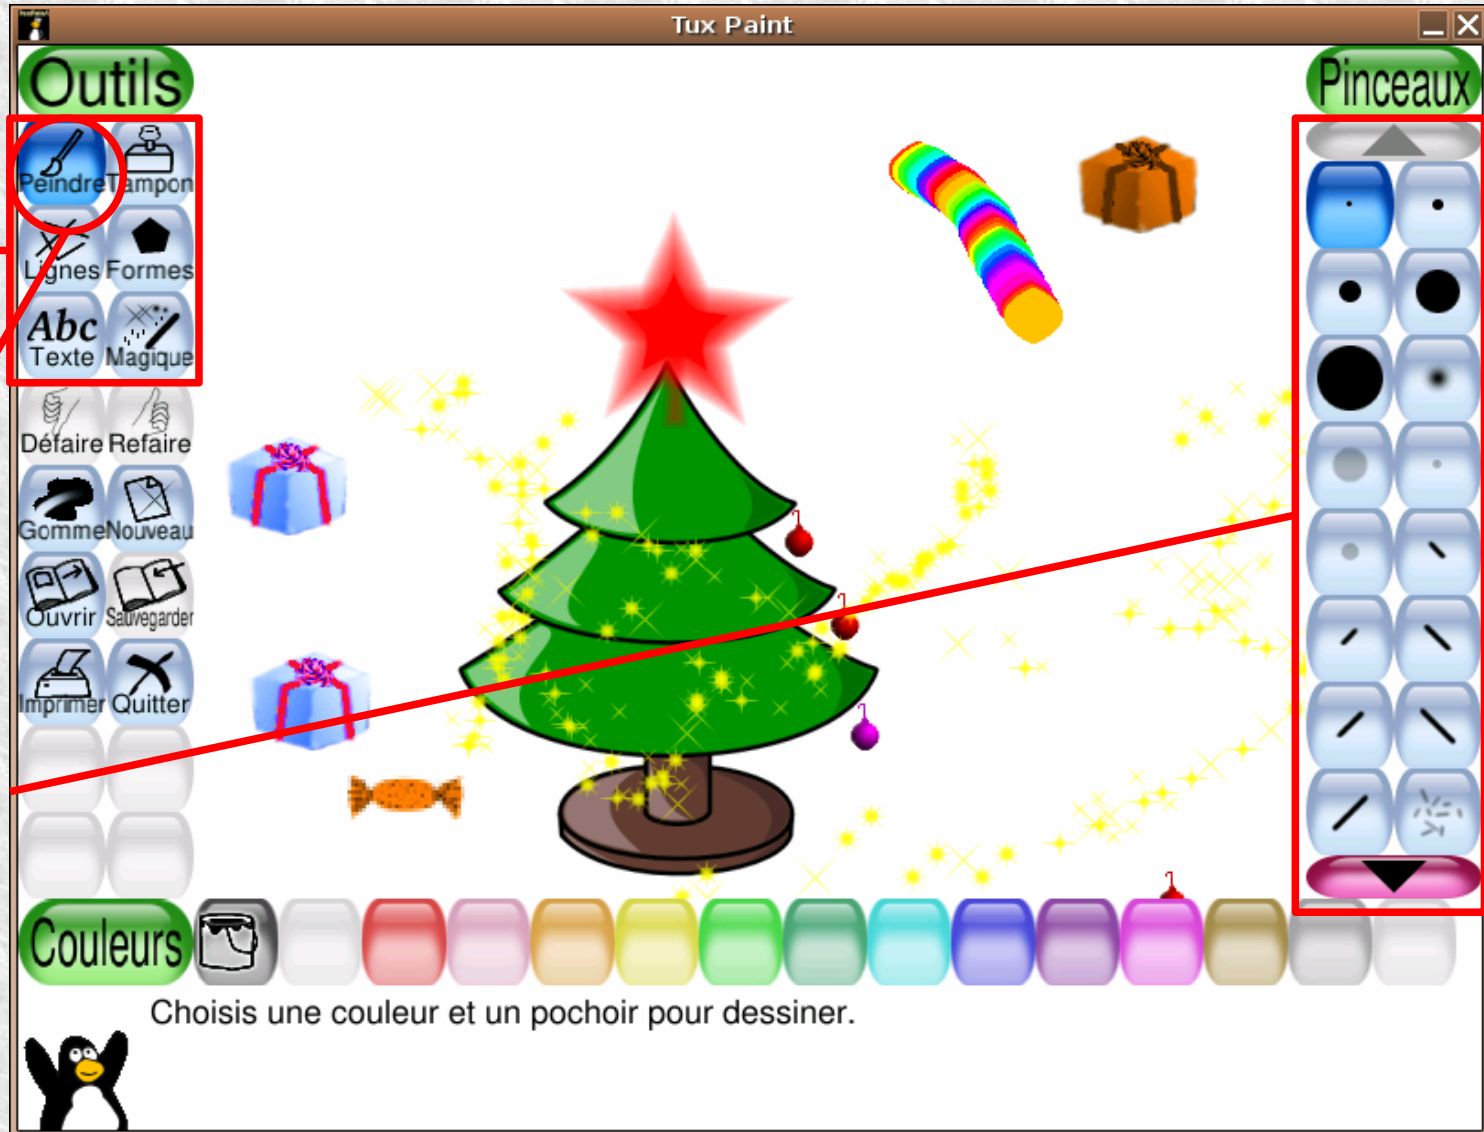 Tux Paint
Outils
Pinceaux
Peindre Tampon
Lignes Formes
Abc
Texte Magique
Défaire Refaire
Gomme Nouveau
Ouvrir Sauvegarder
Imprimer Quitter
Couleurs
Choisis une couleur et un pochoir pour dessiner.